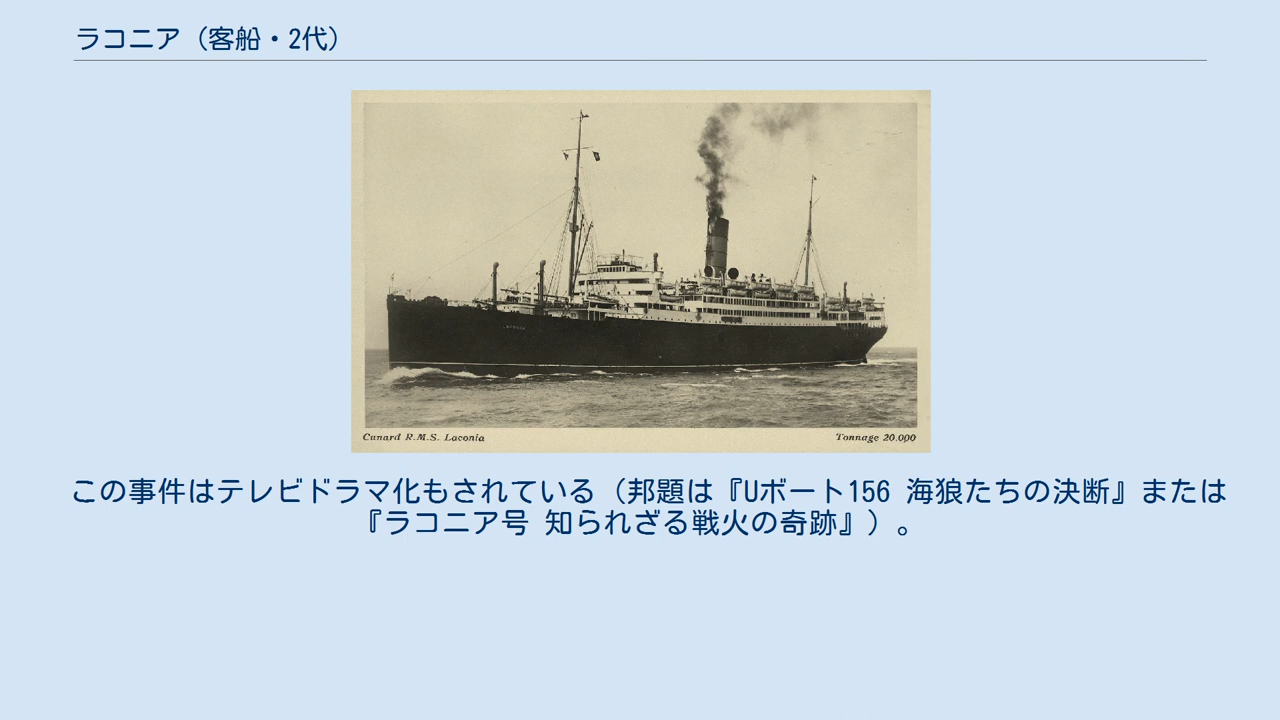 ラコニア（客船・2代）
Cunard R.M.S. Laconia
Tonnage 20.000
この事件はテレビドラマ化もされている（邦題は『Uボート156 海狼たちの決断』または
『ラコニア号 知られざる戦火の奇跡』）。